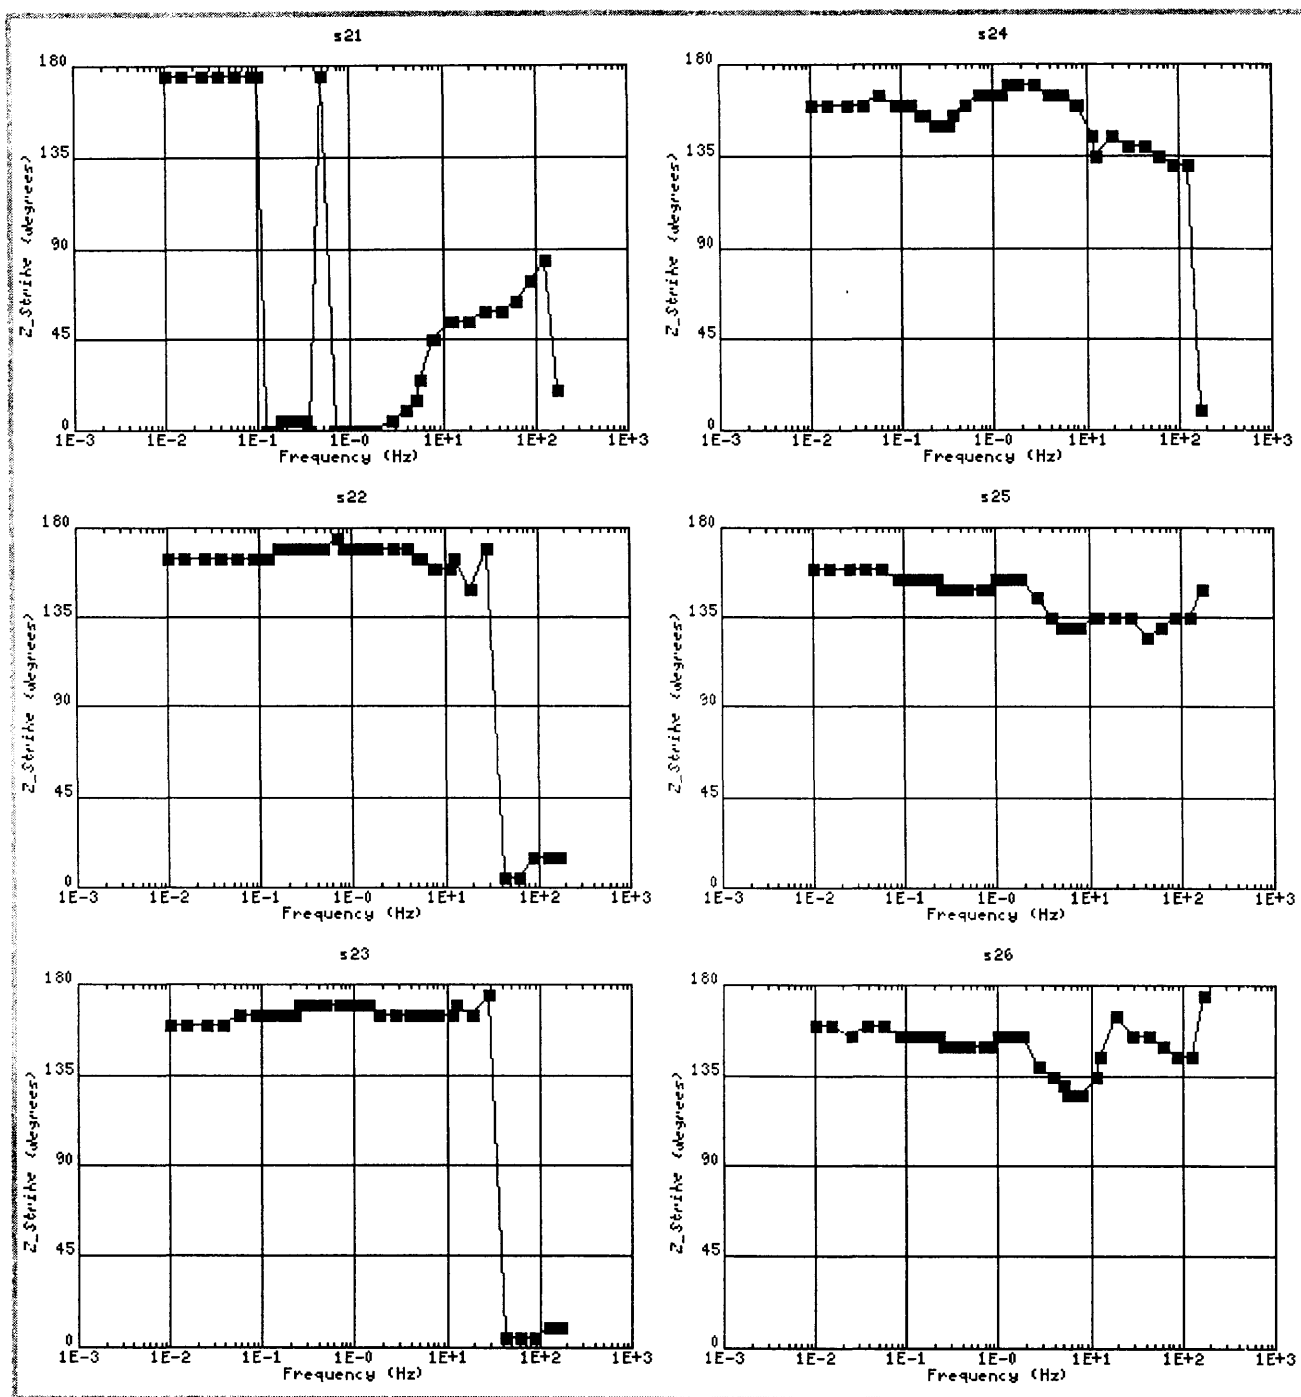 s21
180
135
90
45
0
Z_Strike (degrees)
1E-3 1E-2 1E-1 1E-0 1E+1 1E+2 1E+3
Frequency (Hz)
s24
180
135
90
45
0
Z_Strike (degrees)
1E-3 1E-2 1E-1 1E-0 1E+1 1E+2 1E+3
Frequency (Hz)
s22
180
135
90
45
0
Z_Strike (degrees)
1E-3 1E-2 1E-1 1E-0 1E+1 1E+2 1E+3
Frequency (Hz)
s25
180
135
90
45
0
Z_Strike (degrees)
1E-3 1E-2 1E-1 1E-0 1E+1 1E+2 1E+3
Frequency (Hz)
s23
180
135
90
45
0
Z_Strike (degrees)
1E-3 1E-2 1E-1 1E-0 1E+1 1E+2 1E+3
Frequency (Hz)
s26
180
135
90
45
0
Z_Strike (degrees)
1E-3 1E-2 1E-1 1E-0 1E+1 1E+2 1E+3
Frequency (Hz)